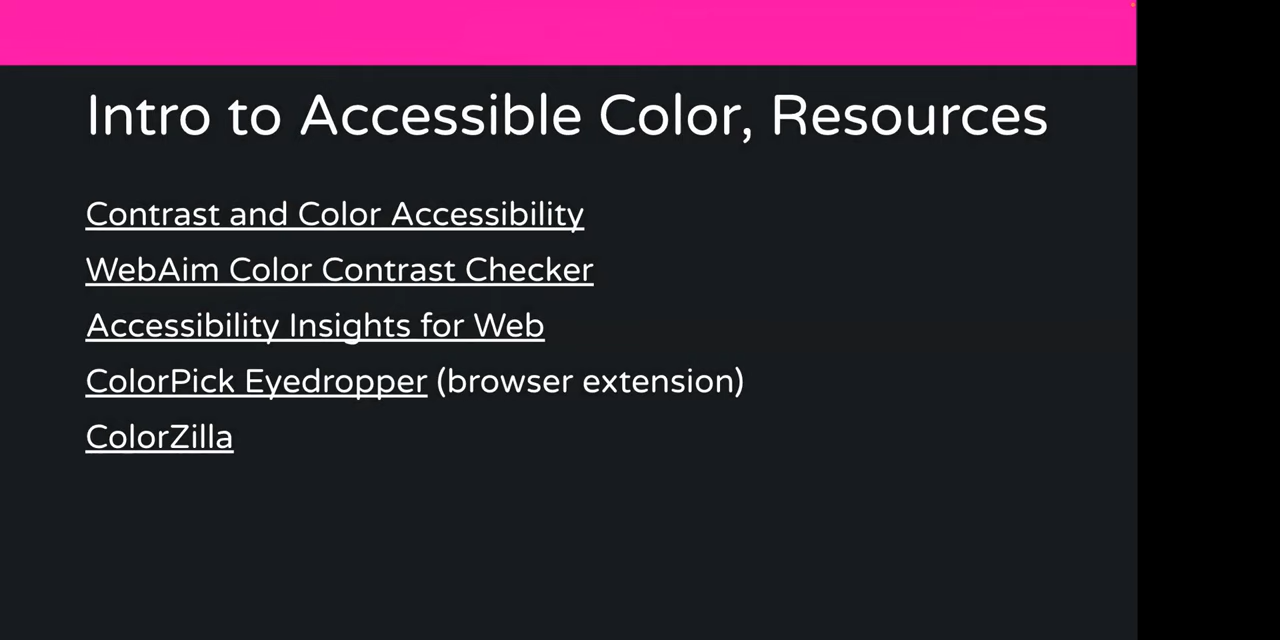 Intro to Accessible Color, Resources
Contrast and Color Accessibility
WebAim Color Contrast Checker
Accessibility Insights for Web
ColorPick Eyedropper (browser extension)
ColorZilla